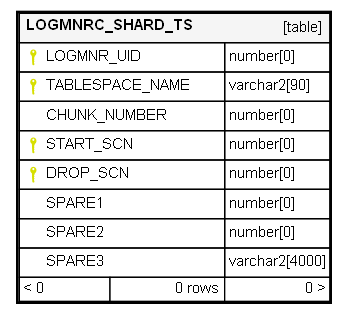 LOGMNRC_SHARD_TS [table]
LOGMNR_UID number[0]
TABLESPACE_NAME varchar2[90]
CHUNK_NUMBER number[0]
START_SCN number[0]
DROP_SCN number[0]
SPARE1 number[0]
SPARE2 number[0]
SPARE3 varchar2[4000]
< 0 0 rows 0 >